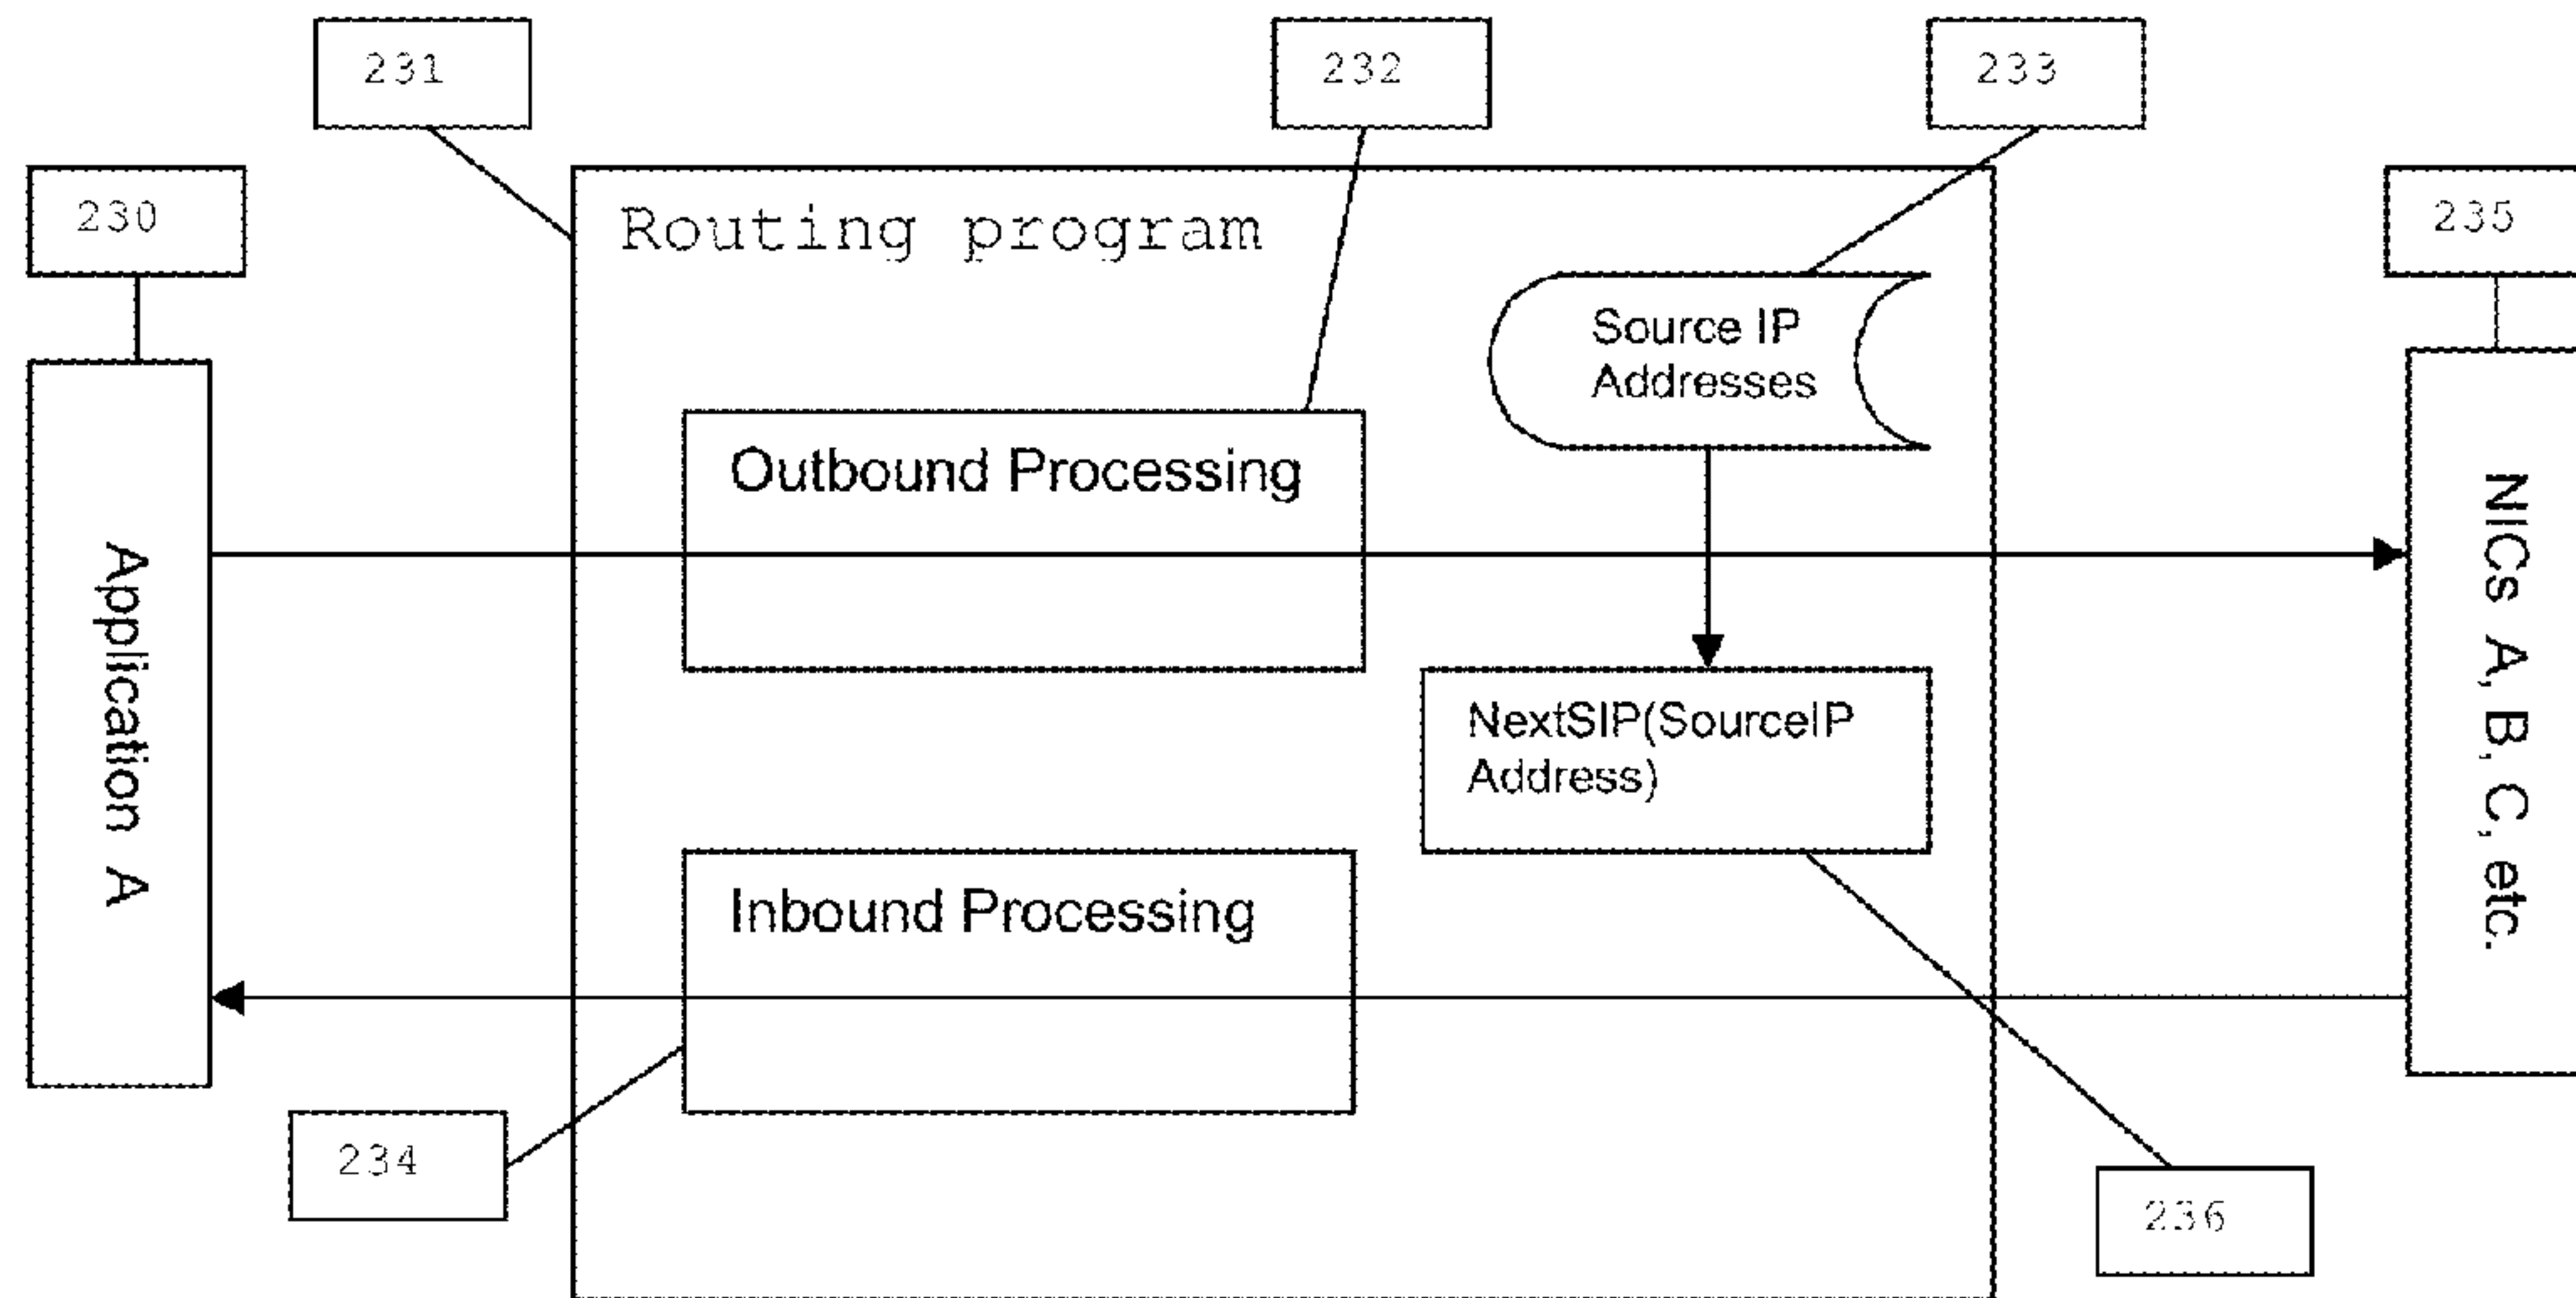 231
232
233
230
235
Routing program
Source IP
Addresses
Outbound Processing
Application A
NICs A, B, C, etc.
NextSIP(SourceIP
Address)
Inbound Processing
234
236